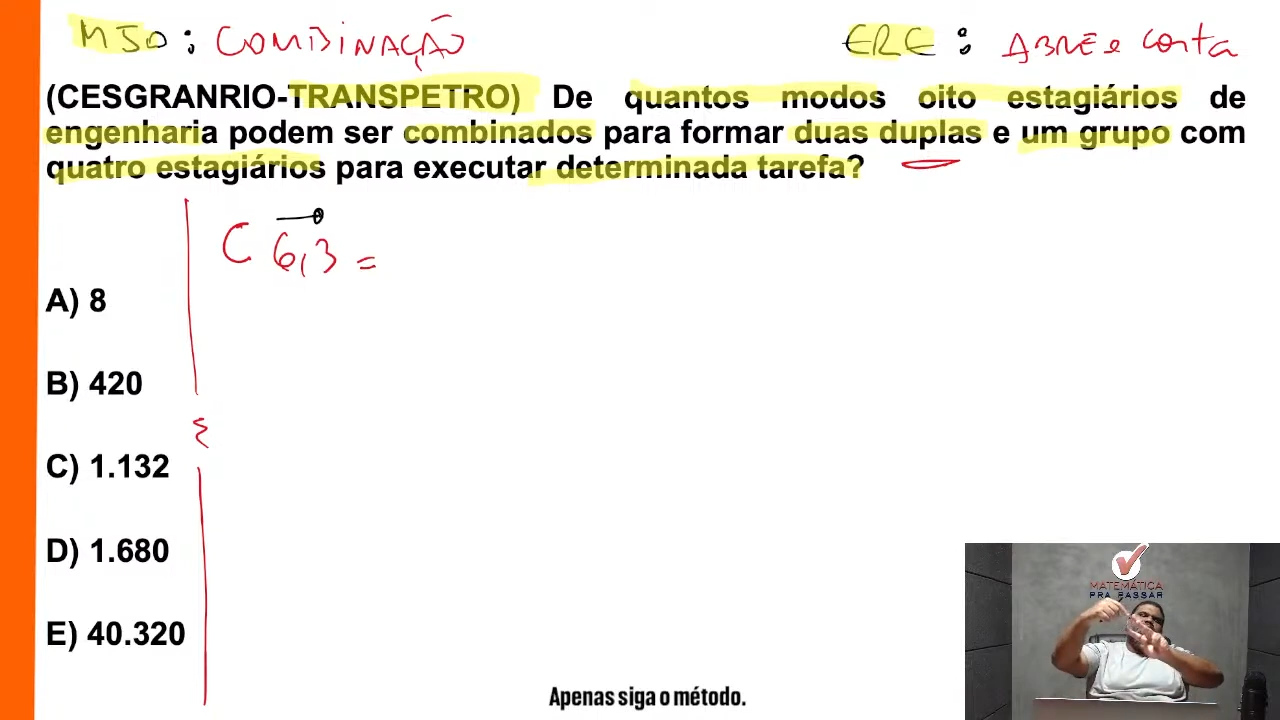 MJO: COMBINAÇÃO
ERE: ABRE e CORTA
(CESGRANRIO-TRANSPETRO) De quantos modos oito estagiários de
engenharia podem ser combinados para formar duas duplas e um grupo com
quatro estagiários para executar determinada tarefa?
C 6,3 =
A) 8
B) 420
C) 1.132
D) 1.680
E) 40.320
MATEMÁTICA
PRA PASSAR
Apenas siga o método.